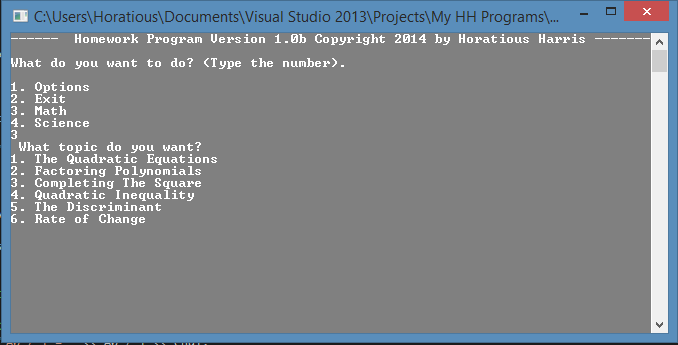 C:\Users\Horatious\Documents\Visual Studio 2013\Projects\My HH Programs\...
------  Homework Program Version 1.0b Copyright 2014 by Horatious Harris -------
What do you want to do? (Type the number).
1. Options
2. Exit
3. Math
4. Science
3
What topic do you want?
1. The Quadratic Equations
2. Factoring Polynomials
3. Completing The Square
4. Quadratic Inequality
5. The Discriminant
6. Rate of Change